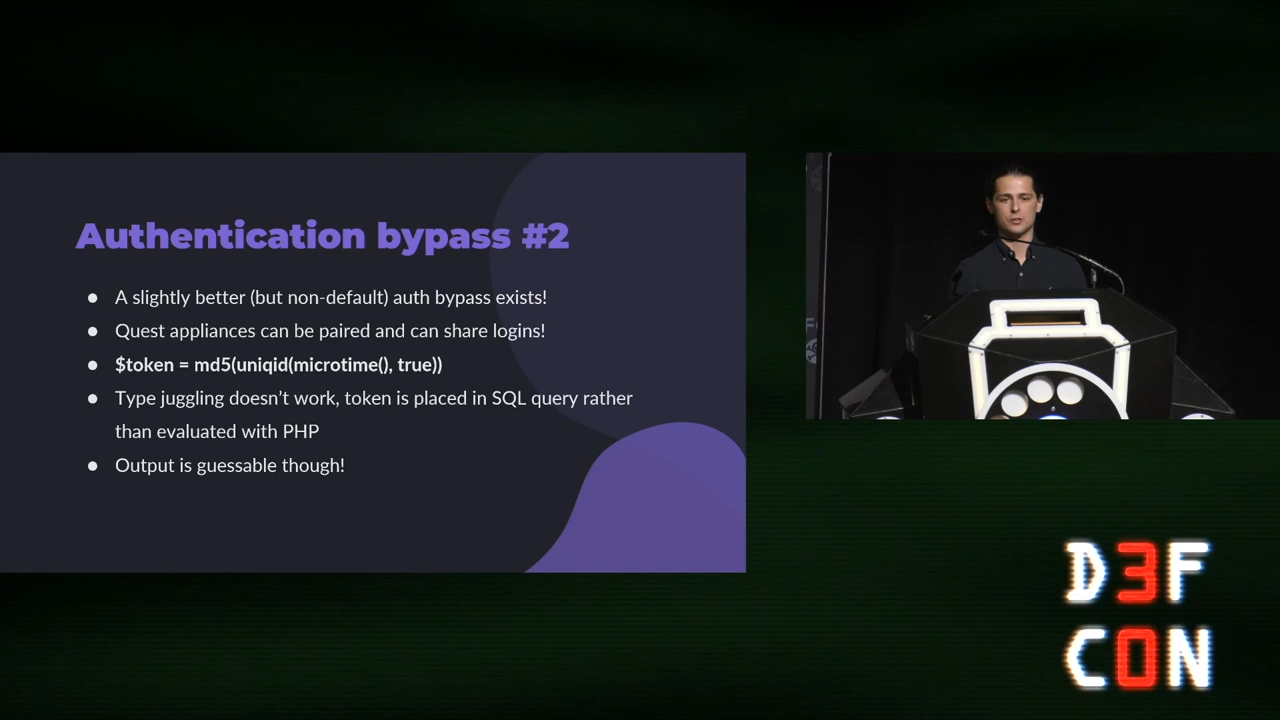 Authentication bypass #2
● A slightly better (but non-default) auth bypass exists!
● Quest appliances can be paired and can share logins!
● $token = md5(uniqid(microtime(), true))
● Type juggling doesn’t work, token is placed in SQL query rather
than evaluated with PHP
● Output is guessable though!
D3F
C0N